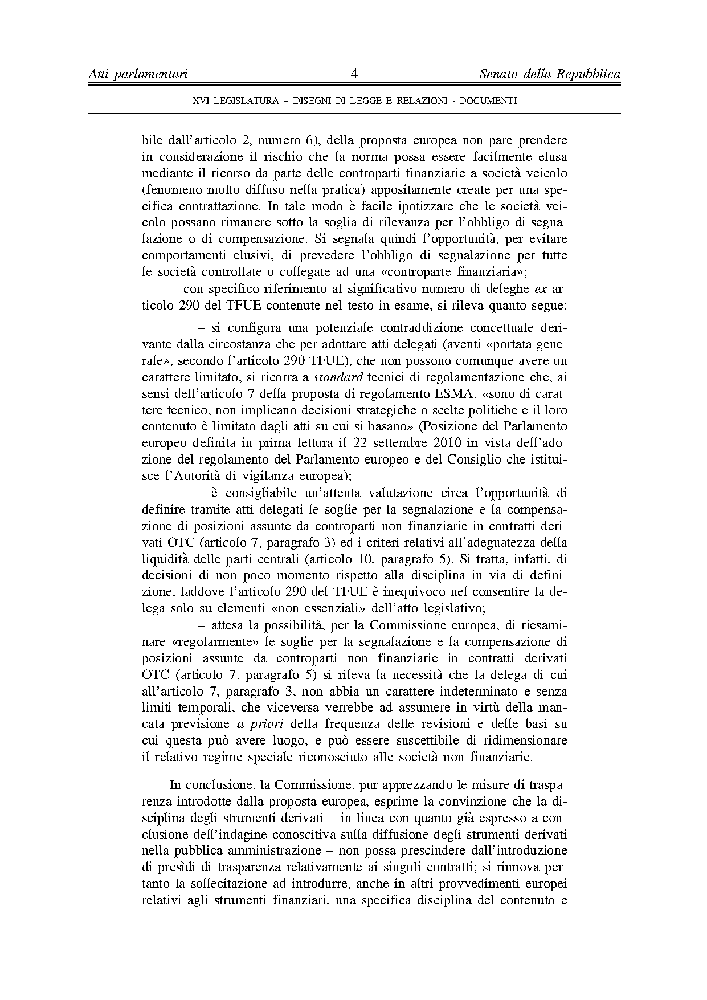 Atti parlamentari – 4 – Senato della Repubblica
XVI LEGISLATURA – DISEGNI DI LEGGE E RELAZIONI - DOCUMENTI
bile dall’articolo 2, numero 6), della proposta europea non pare prendere
in considerazione il rischio che la norma possa essere facilmente elusa
mediante il ricorso da parte delle controparti finanziarie a società veicolo
(fenomeno molto diffuso nella pratica) appositamente create per una spe-
cifica contrattazione. In tale modo è facile ipotizzare che le società vei-
colo possano rimanere sotto la soglia di rilevanza per l’obbligo di segna-
lazione o di compensazione. Si segnala quindi l’opportunità, per evitare
comportamenti elusivi, di prevedere l’obbligo di segnalazione per tutte
le società controllate o collegate ad una «controparte finanziaria»;
con specifico riferimento al significativo numero di deleghe ex ar-
ticolo 290 del TFUE contenute nel testo in esame, si rileva quanto segue:
– si configura una potenziale contraddizione concettuale deri-
vante dalla circostanza che per adottare atti delegati (aventi «portata gene-
rale», secondo l’articolo 290 TFUE), che non possono comunque avere un
carattere limitato, si ricorra a standard tecnici di regolamentazione che, ai
sensi dell’articolo 7 della proposta di regolamento ESMA, «sono di carat-
tere tecnico, non implicano decisioni strategiche o scelte politiche e il loro
contenuto è limitato dagli atti su cui si basano» (Posizione del Parlamento
europeo definita in prima lettura il 22 settembre 2010 in vista dell’ado-
zione del regolamento del Parlamento europeo e del Consiglio che istitui-
sce l’Autorità di vigilanza europea);
– è consigliabile un’attenta valutazione circa l’opportunità di
definire tramite atti delegati le soglie per la segnalazione e la compensa-
zione di posizioni assunte da controparti non finanziarie in contratti deri-
vati OTC (articolo 7, paragrafo 3) ed i criteri relativi all’adeguatezza della
liquidità delle parti centrali (articolo 10, paragrafo 5). Si tratta, infatti, di
decisioni di non poco momento rispetto alla disciplina in via di defini-
zione, laddove l’articolo 290 del TFUE è inequivoco nel consentire la de-
lega solo su elementi «non essenziali» dell’atto legislativo;
– attesa la possibilità, per la Commissione europea, di riesami-
nare «regolarmente» le soglie per la segnalazione e la compensazione di
posizioni assunte da controparti non finanziarie in contratti derivati
OTC (articolo 7, paragrafo 5) si rileva la necessità che la delega di cui
all’articolo 7, paragrafo 3, non abbia un carattere indeterminato e senza
limiti temporali, che viceversa verrebbe ad assumere in virtù della man-
cata previsione a priori della frequenza delle revisioni e delle basi su
cui questa può avere luogo, e può essere suscettibile di ridimensionare
il relativo regime speciale riconosciuto alle società non finanziarie.
In conclusione, la Commissione, pur apprezzando le misure di traspa-
renza introdotte dalla proposta europea, esprime la convinzione che la di-
sciplina degli strumenti derivati – in linea con quanto già espresso a con-
clusione dell’indagine conoscitiva sulla diffusione degli strumenti derivati
nella pubblica amministrazione – non possa prescindere dall’introduzione
di presìdi di trasparenza relativamente ai singoli contratti; si rinnova per-
tanto la sollecitazione ad introdurre, anche in altri provvedimenti europei
relativi agli strumenti finanziari, una specifica disciplina del contenuto e